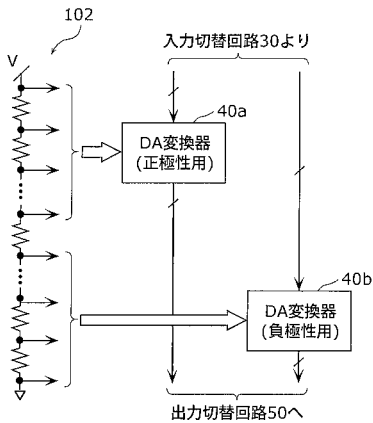 102
入力切替回路30より
V
40a
DA変換器
(正極性用)
40b
DA変換器
(負極性用)
出力切替回路50へ